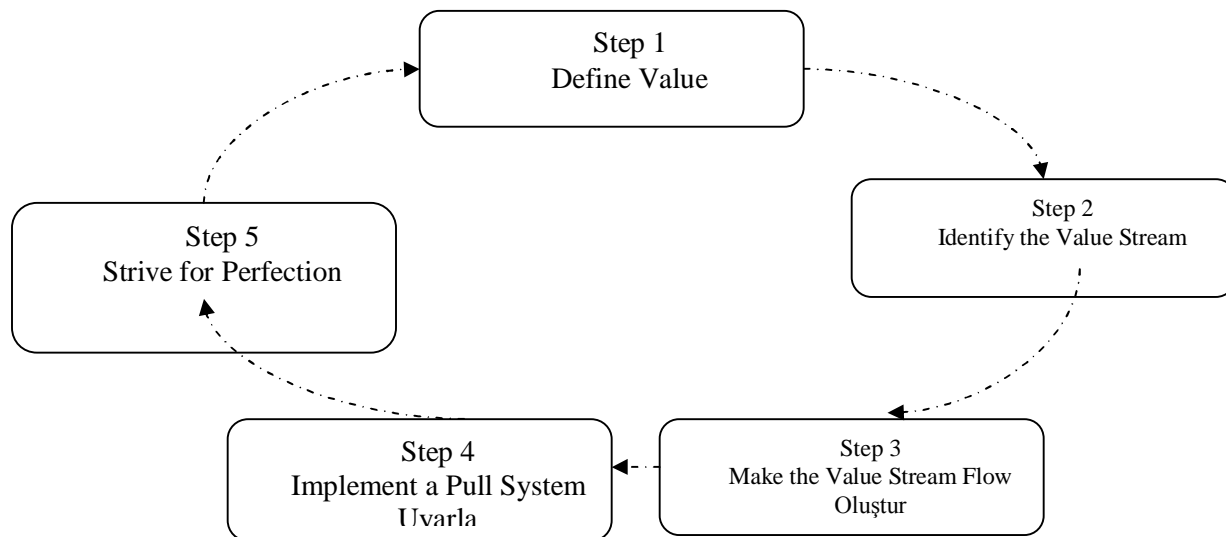 Step 1
Define Value
Step 2
Identify the Value Stream
Step 3
Make the Value Stream Flow
Oluştur
Step 4
Implement a Pull System
Uyarla
Step 5
Strive for Perfection